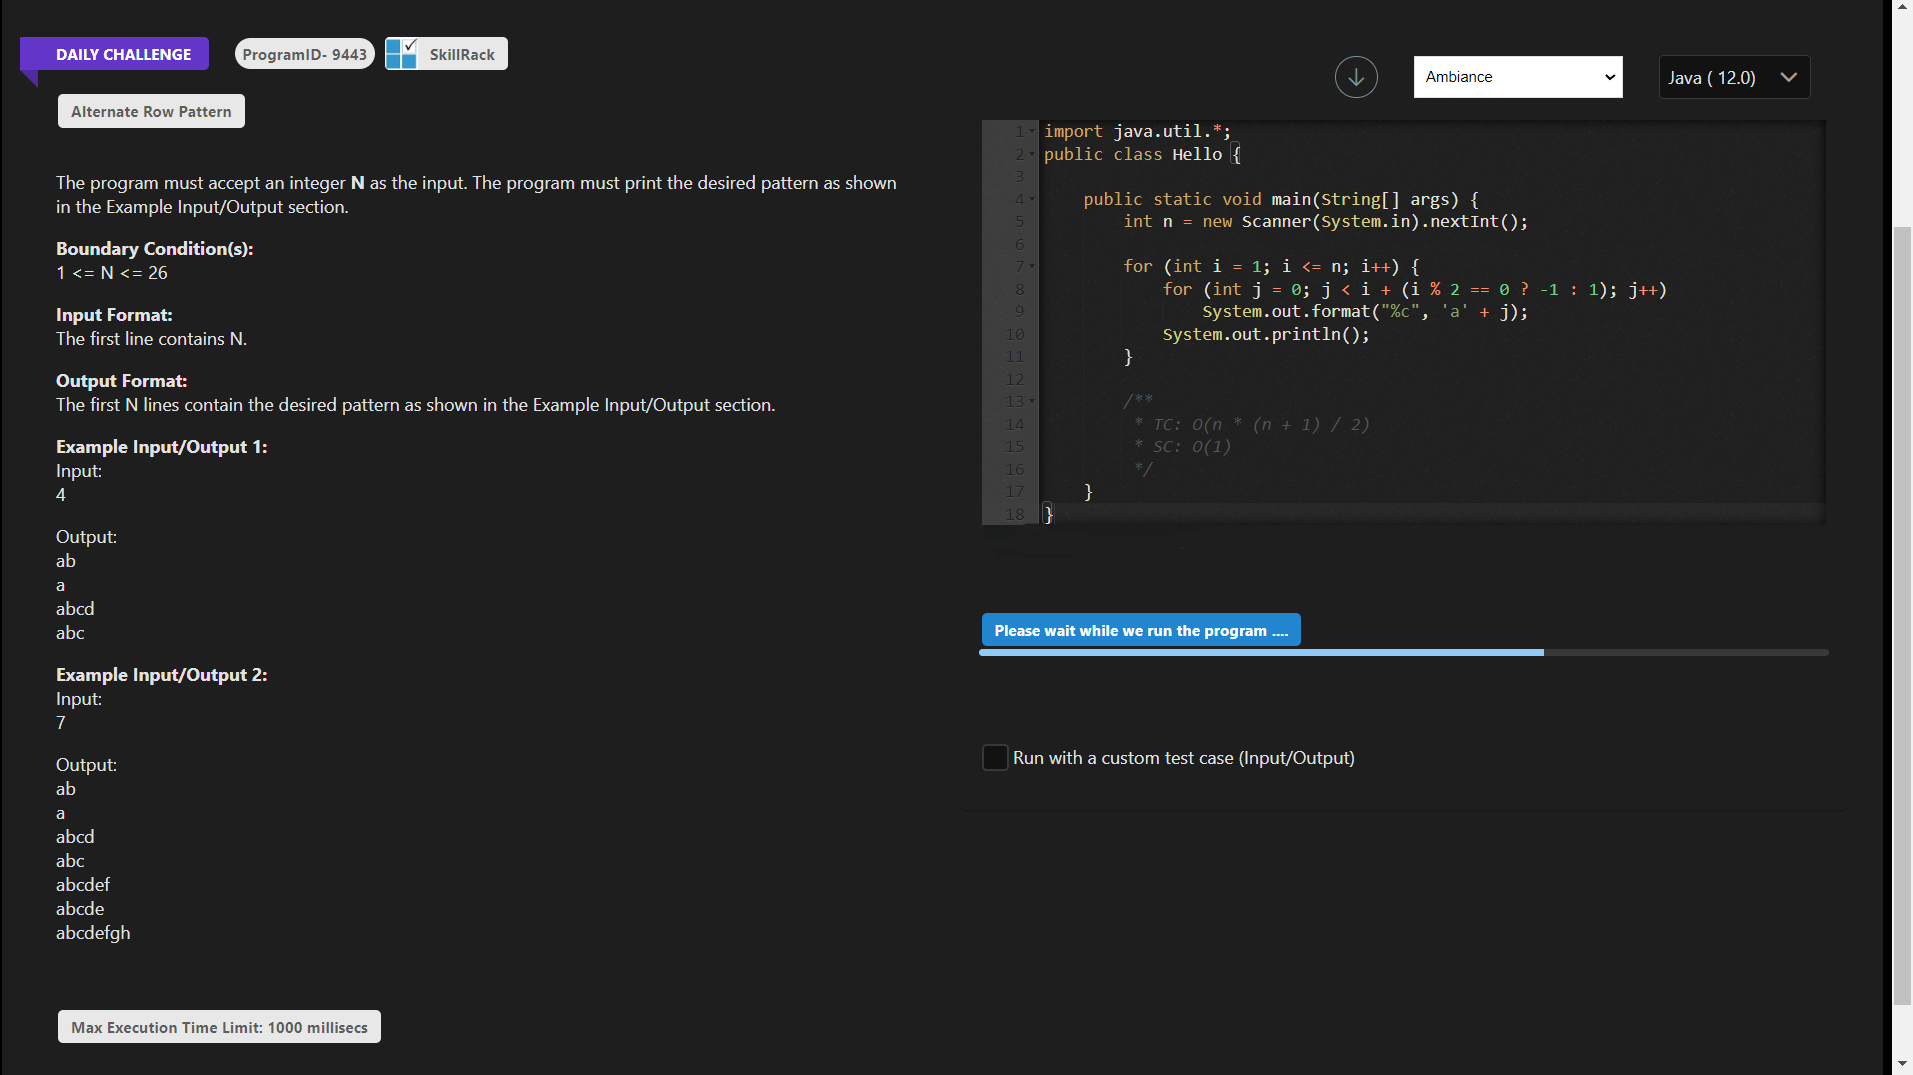 DAILY CHALLENGE
ProgramID- 9443
SkillRack
Alternate Row Pattern
The program must accept an integer N as the input. The program must print the desired pattern as shown
in the Example Input/Output section.
Boundary Condition(s):
1 <= N <= 26
Input Format:
The first line contains N.
Output Format:
The first N lines contain the desired pattern as shown in the Example Input/Output section.
Example Input/Output 1:
Input:
4
Output:
ab
a
abcd
abc
Example Input/Output 2:
Input:
7
Output:
ab
a
abcd
abc
abcdef
abcde
abcdefgh
Max Execution Time Limit: 1000 millisecs
Ambiance
Java ( 12.0)
1 import java.util.*;
2 public class Hello {
3
4     public static void main(String[] args) {
5         int n = new Scanner(System.in).nextInt();
6
7         for (int i = 1; i <= n; i++) {
8             for (int j = 0; j < i + (i % 2 == 0 ? -1 : 1); j++)
9                 System.out.format("%c", 'a' + j);
10             System.out.println();
11         }
12
13         /**
14          * TC: O(n * (n + 1) / 2)
15          * SC: O(1)
16          */
17     }
18 }
Please wait while we run the program ....
Run with a custom test case (Input/Output)